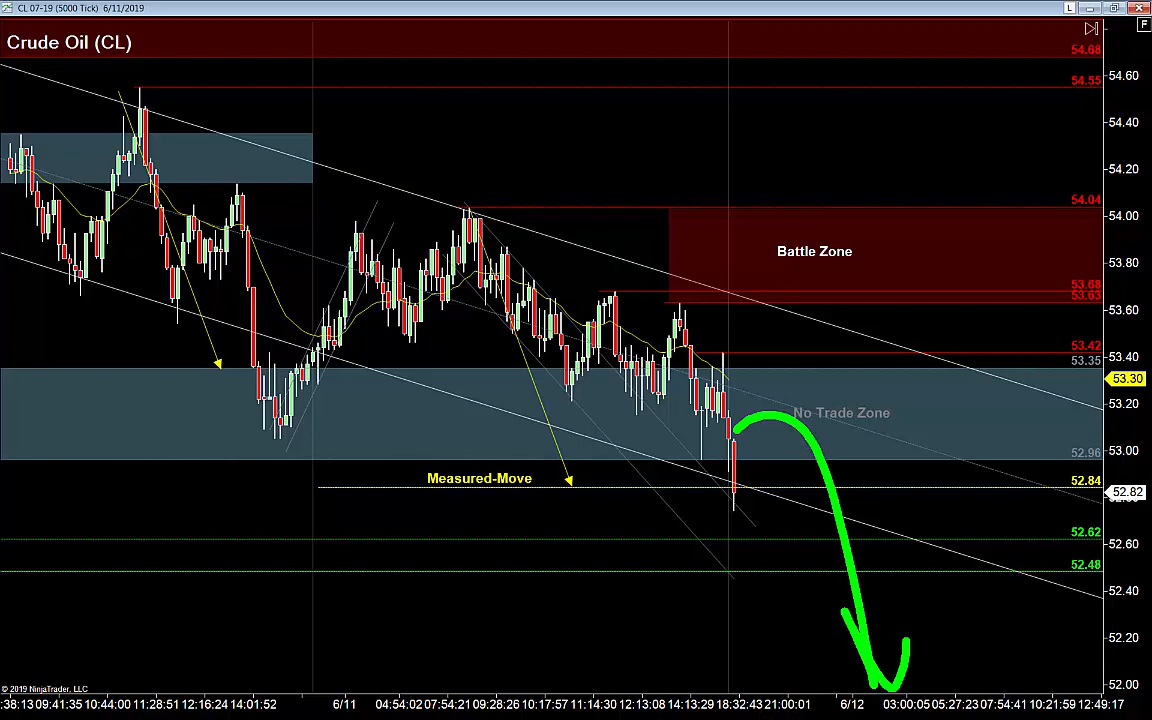 CL 07-19 (5000 Tick) 6/11/2019
L
F
Crude Oil (CL)
54.68
54.60
54.55
54.40
54.20
54.04
54.00
Battle Zone
53.80
53.68
53.63
53.60
53.42
53.40
53.35
53.30
53.20
No Trade Zone
53.00
52.96
Measured-Move
52.84
52.82
52.62
52.60
52.48
52.40
52.20
52.00
© 2019 NinjaTrader, LLC
:38:13 09:41:35 10:44:00 11:28:51 12:16:24 14:01:52 6/11 04:54:02 07:54:21 09:28:26 10:17:57 11:14:30 12:13:08 14:13:29 18:32:43 21:00:01 6/12 03:00:05 05:27:23 07:54:41 10:21:59 12:49:17